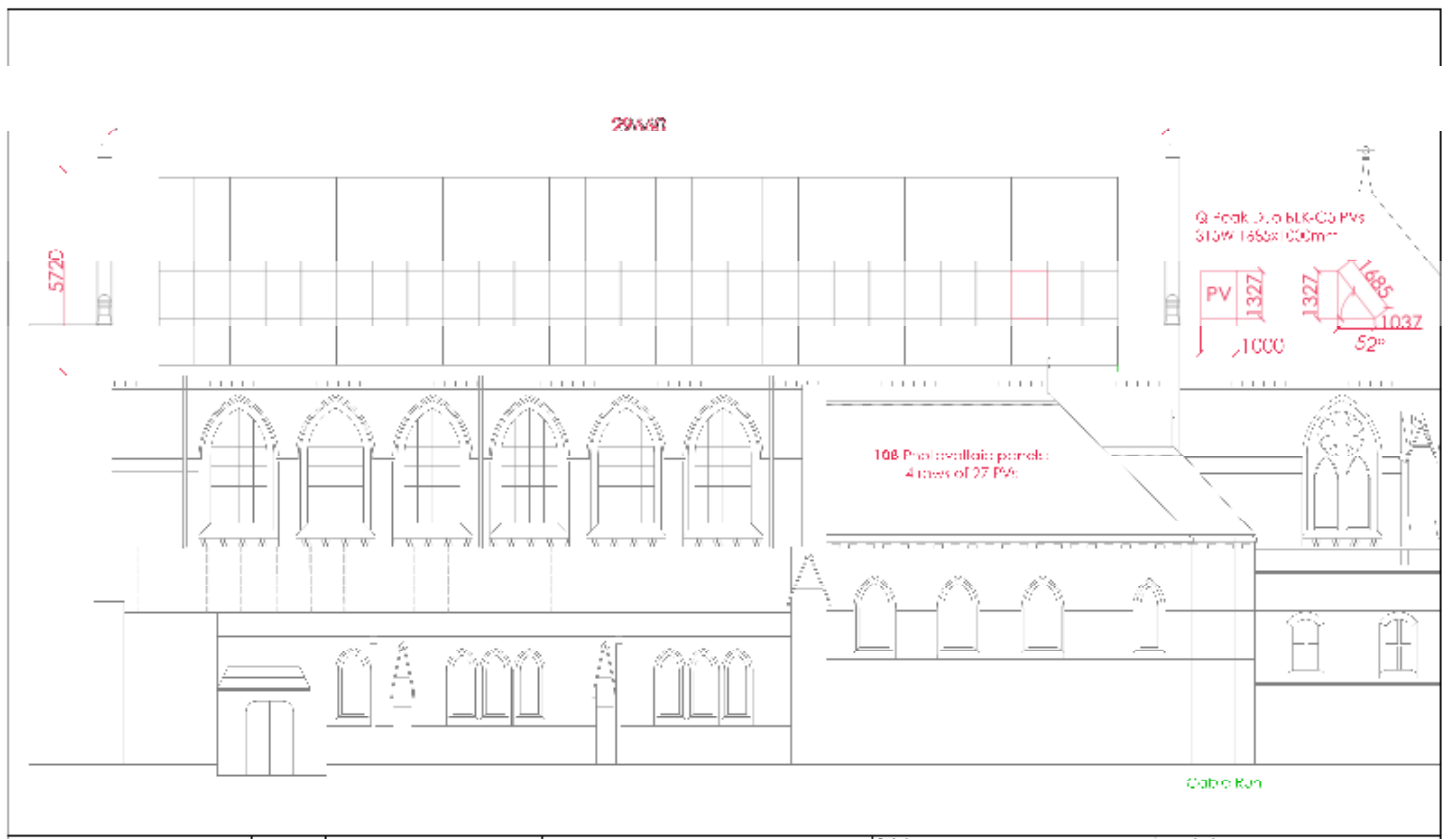 5720
Q Peak Duo BLK-G5 PVs
315W 1685x1000mm
PV
1327
1000
1327
1685
1037
52°
108 Photovoltaic panels:
4 rows of 27 PVs
Cable Run